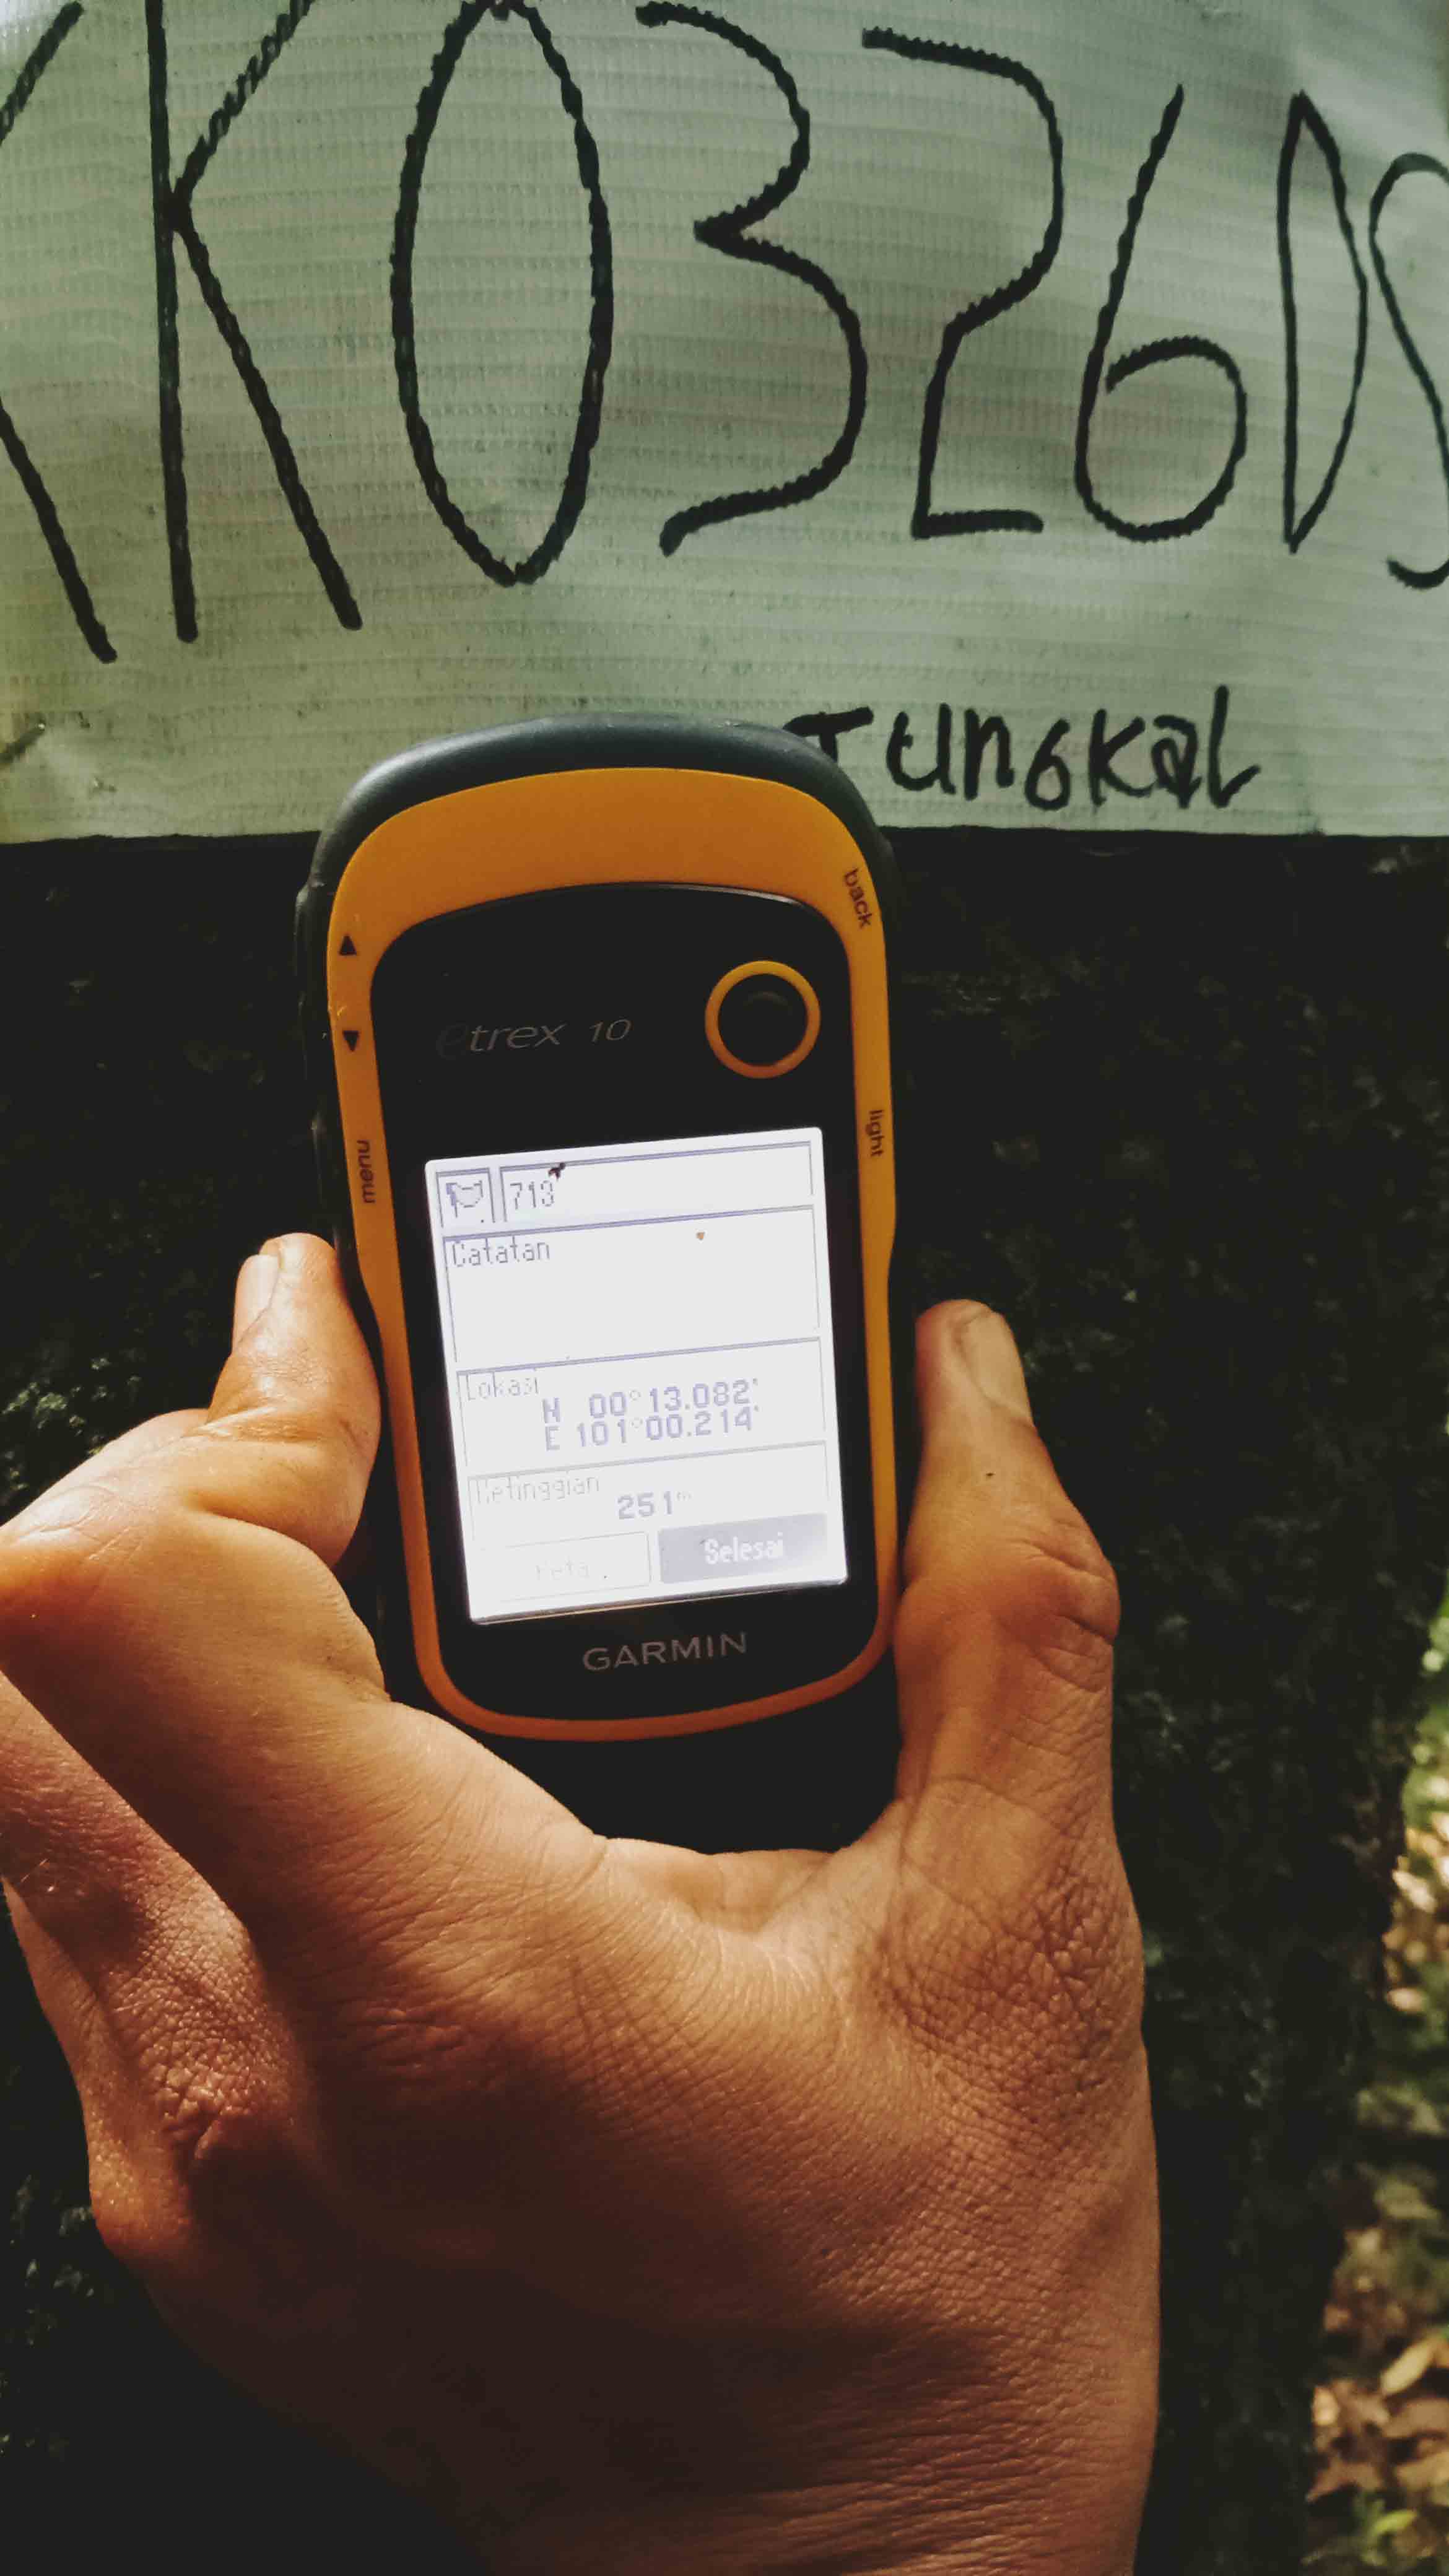 KK0326DS
Tungkal
back
etrex 10
light
menu
713
Catatan
Lokasi
N 00°13.082'
E 101°00.214'
Ketinggian
251m
Peta
Selesai
GARMIN